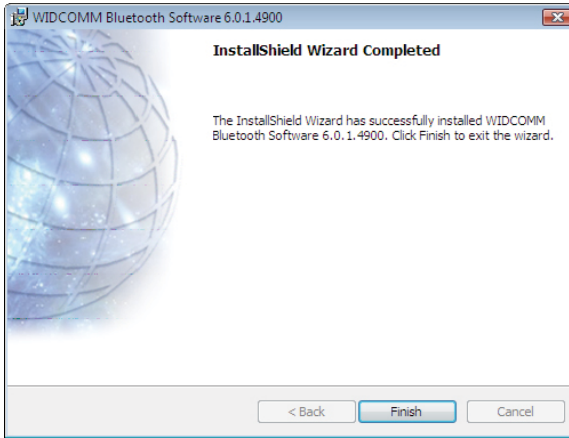 WIDCOMM Bluetooth Software 6.0.1.4900
InstallShield Wizard Completed
The InstallShield Wizard has successfully installed WIDCOMM
Bluetooth Software 6.0.1.4900. Click Finish to exit the wizard.
< Back Finish Cancel